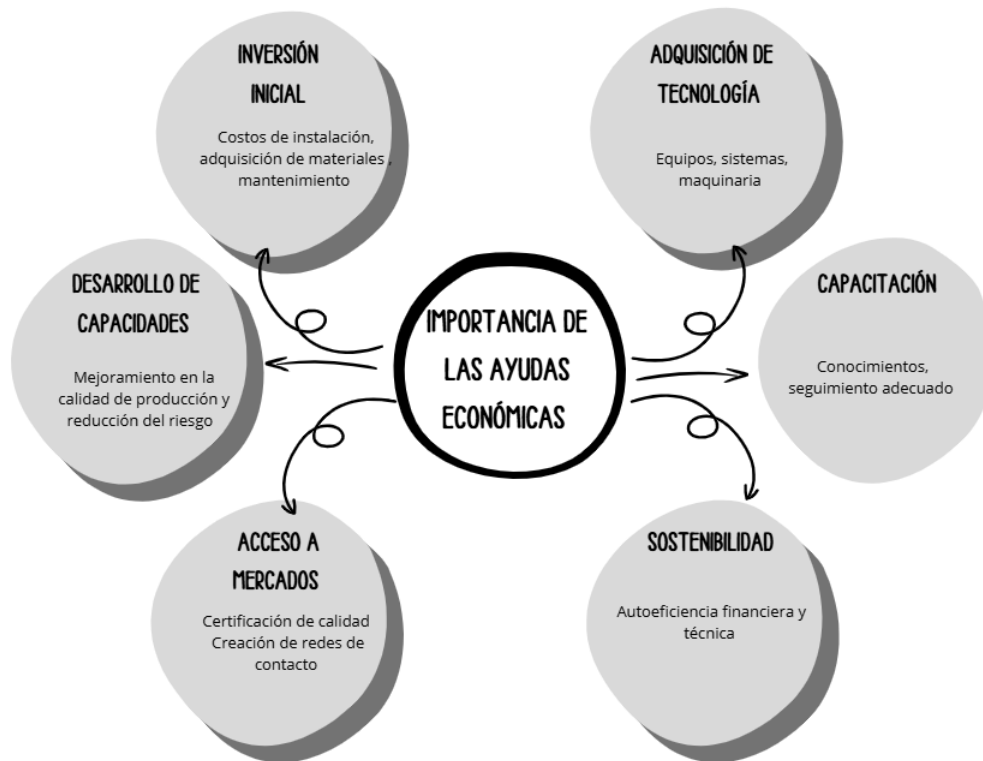 INVERSIÓN
INICIAL
Costos de instalación,
adquisición de materiales ,
mantenimiento
ADQUISICIÓN DE
TECNOLOGÍA
Equipos, sistemas,
maquinaria
DESARROLLO DE
CAPACIDADES
Mejoramiento en la
calidad de producción y
reducción del riesgo
IMPORTANCIA DE
LAS AYUDAS
ECONÓMICAS
CAPACITACIÓN
Conocimientos,
seguimiento adecuado
ACCESO A
MERCADOS
Certificación de calidad
Creación de redes de
contacto
SOSTENIBILIDAD
Autoeficiencia financiera y
técnica